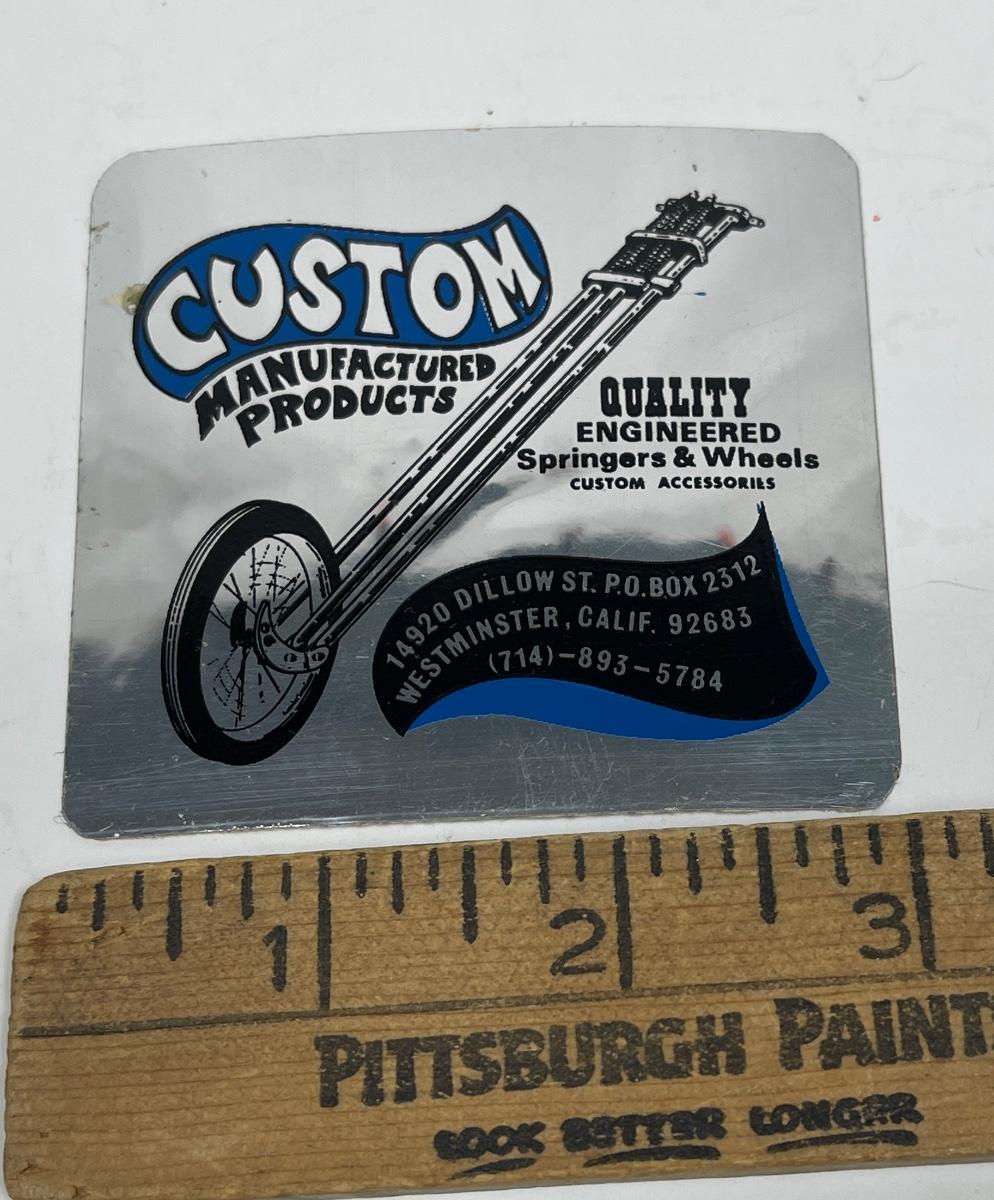 CUSTOM
MANUFACTURED
PRODUCTS
QUALITY
ENGINEERED
Springers & Wheels
CUSTOM ACCESSORIES
14920 DILLOW ST. P.O.BOX 2312
WESTMINSTER, CALIF. 92683
(714)-893-5784
1 2 3
PITTSBURGH PAINTS
LOOK BETTER LONGER